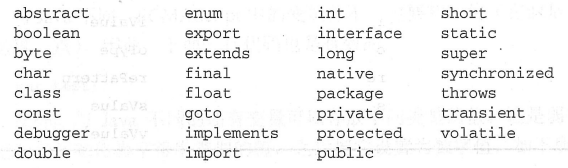 abstract enum int short
boolean export interface static
byte extends long super
char final native synchronized
class float package throws
const goto private transient
debugger implements protected volatile
double import public